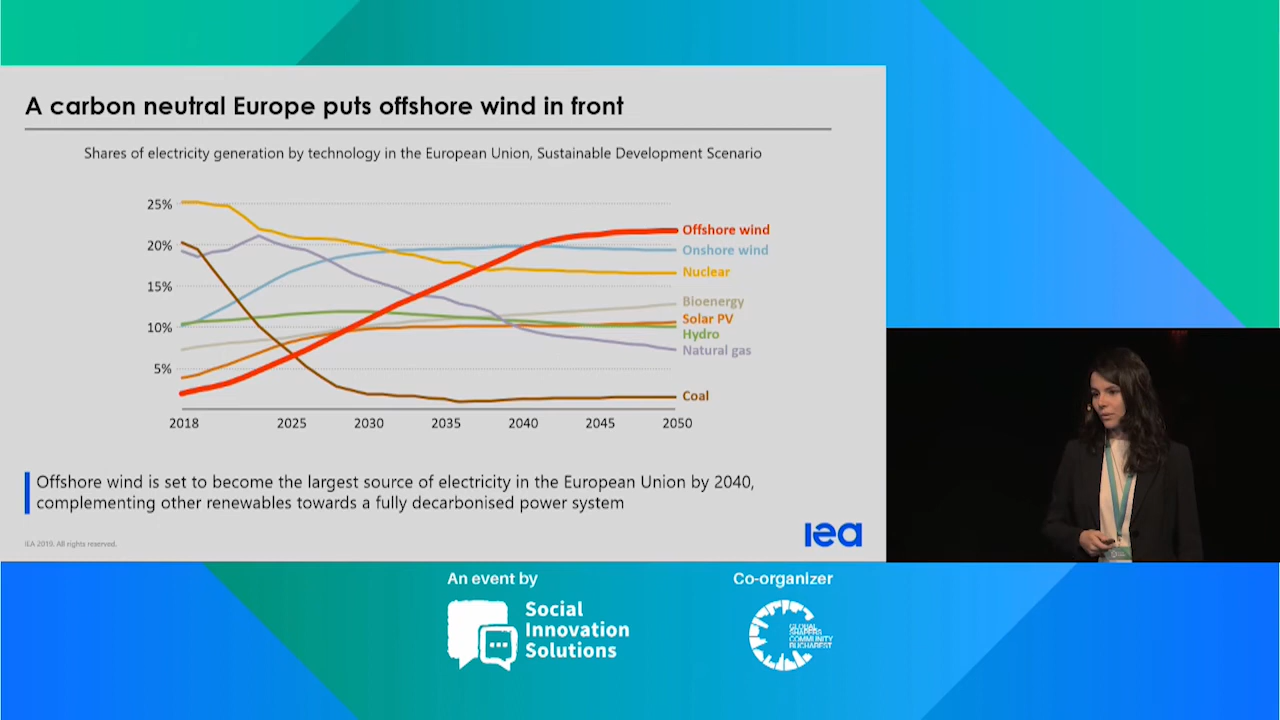 A carbon neutral Europe puts offshore wind in front
Shares of electricity generation by technology in the European Union, Sustainable Development Scenario
25%
20%
15%
10%
5%
2018
2025
2030
2035
2040
2045
2050
Offshore wind
Onshore wind
Nuclear
Bioenergy
Solar PV
Hydro
Natural gas
Coal
Offshore wind is set to become the largest source of electricity in the European Union by 2040,
complementing other renewables towards a fully decarbonised power system
IEA 2019. All rights reserved.
iea
An event by
Social
Innovation
Solutions
Co-organizer
GLOBAL
SHAPERS
COMMUNITY
BUCHAREST